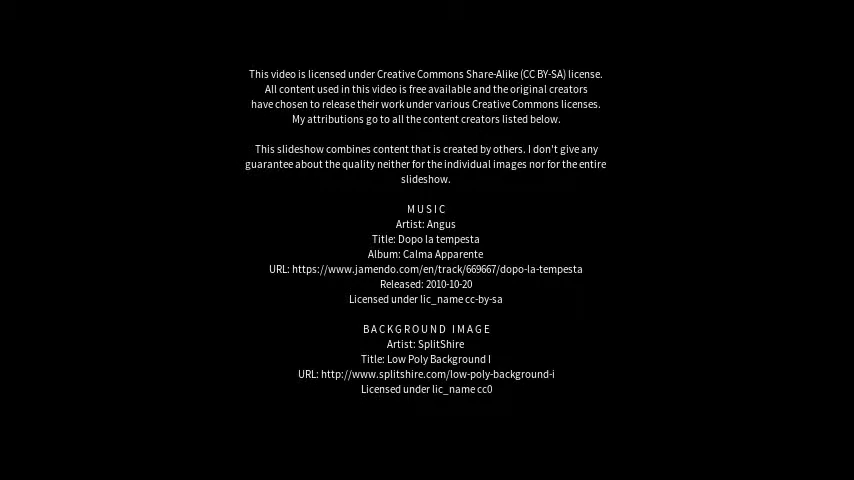 This video is licensed under Creative Commons Share-Alike (CC BY-SA) license.
All content used in this video is free available and the original creators
have chosen to release their work under various Creative Commons licenses.
My attributions go to all the content creators listed below.
This slideshow combines content that is created by others. I don't give any
guarantee about the quality neither for the individual images nor for the entire
slideshow.
MUSIC
Artist: Angus
Title: Dopo la tempesta
Album: Calma Apparente
URL: https://www.jamendo.com/en/track/669667/dopo-la-tempesta
Released: 2010-10-20
Licensed under lic_name cc-by-sa
BACKGROUND IMAGE
Artist: SplitShire
Title: Low Poly Background I
URL: http://www.splitshire.com/low-poly-background-i
Licensed under lic_name cc0